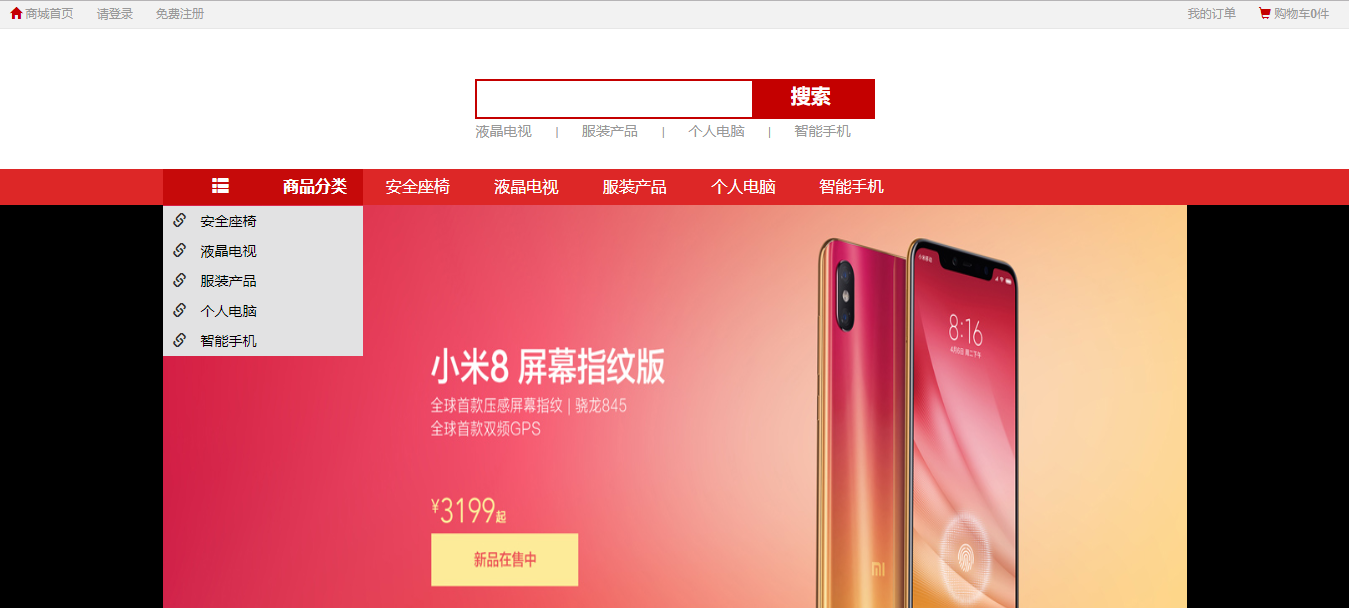 商城首页 请登录 免费注册 我的订单 购物车0件
搜索
液晶电视 | 服装产品 | 个人电脑 | 智能手机
商品分类 安全座椅 液晶电视 服装产品 个人电脑 智能手机
安全座椅
液晶电视
服装产品
个人电脑
智能手机
8:16
小米8 屏幕指纹版
全球首款压感屏幕指纹 | 骁龙845
全球首款双频GPS
¥3199起
新品在售中